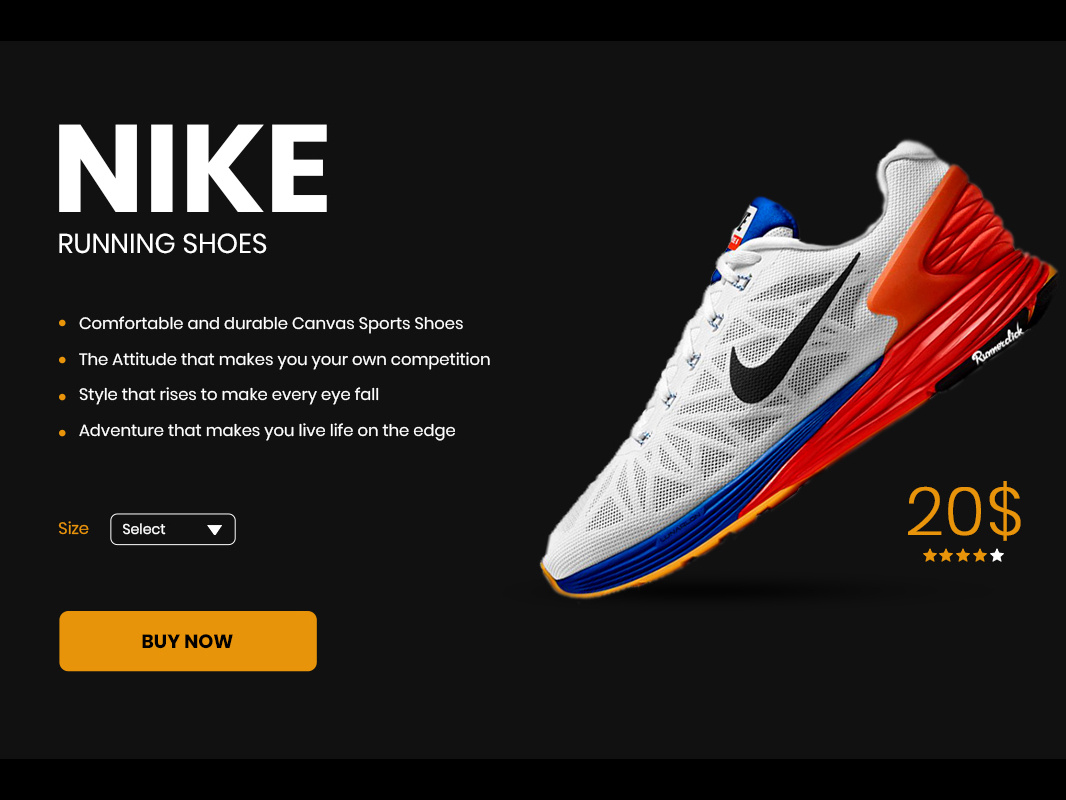 NIKE
RUNNING SHOES
Comfortable and durable Canvas Sports Shoes
The Attitude that makes you your own competition
Style that rises to make every eye fall
Adventure that makes you live life on the edge
Size
Select
BUY NOW
Runnerclick
20$